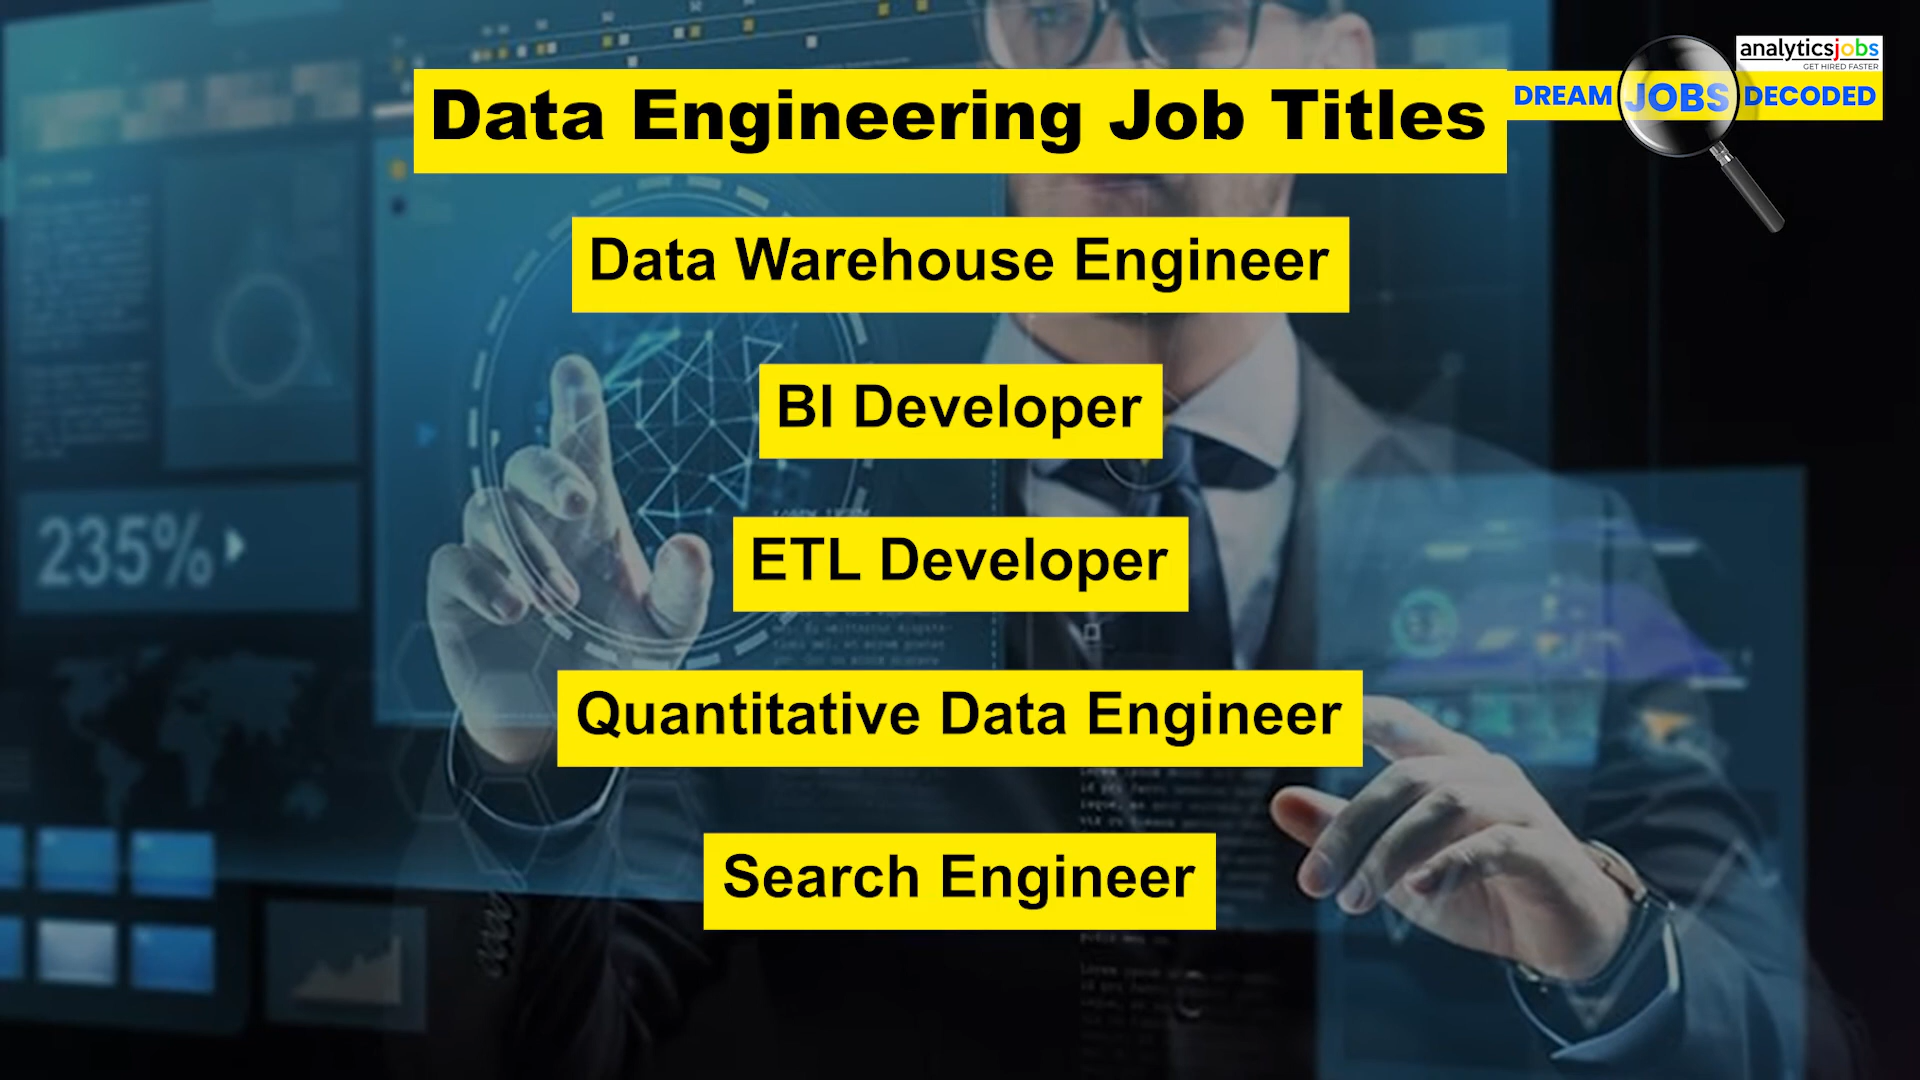 analyticsjobs
GET HIRED FASTER
DREAM JOBS DECODED
Data Engineering Job Titles
Data Warehouse Engineer
BI Developer
ETL Developer
Quantitative Data Engineer
Search Engineer
235%